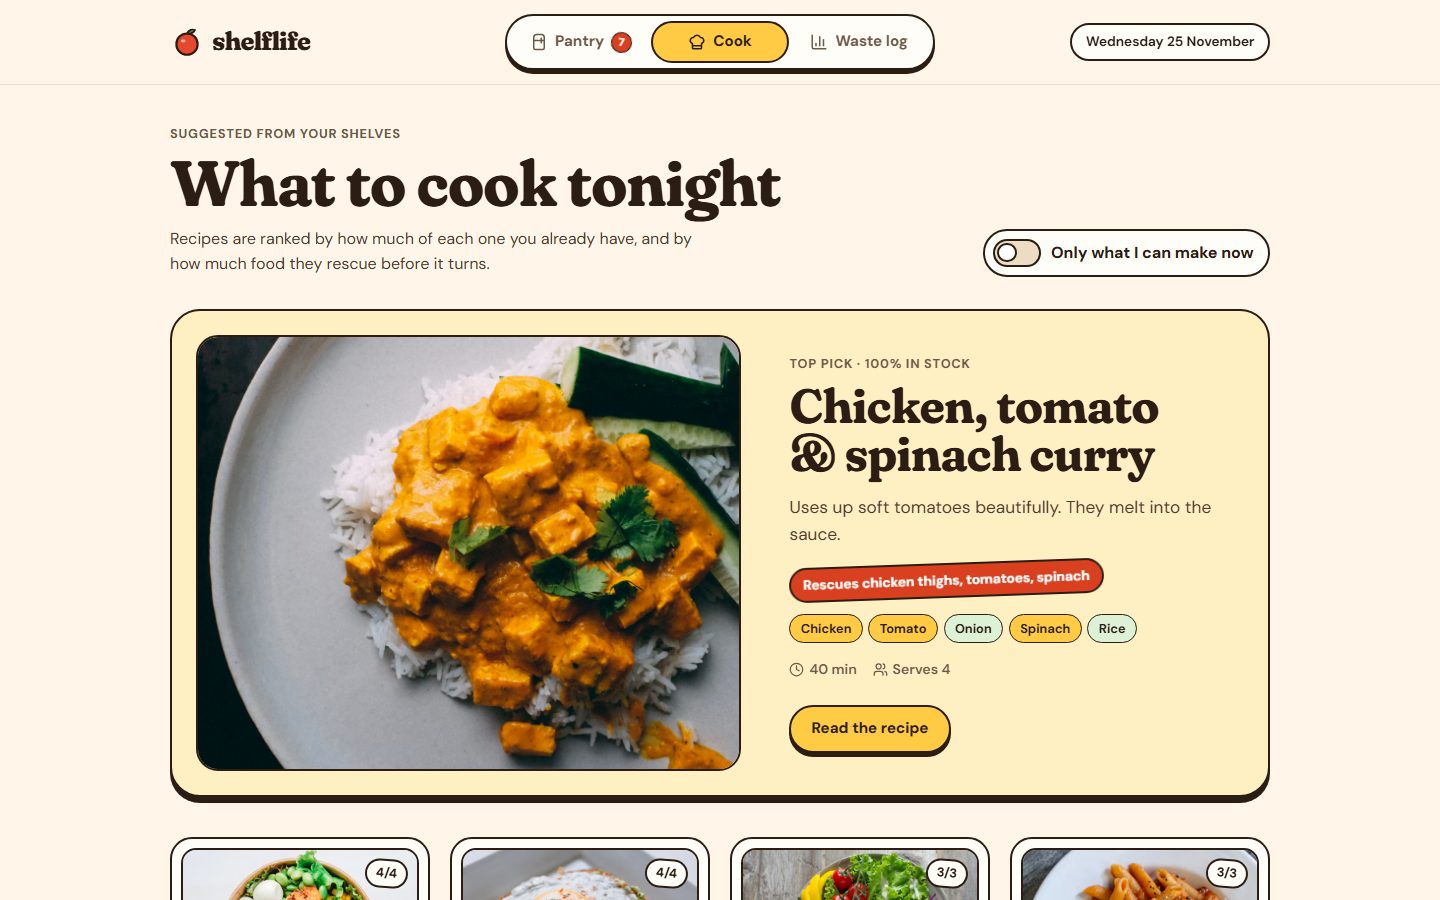 shelflife
Pantry 7
Cook
Waste log
Wednesday 25 November
SUGGESTED FROM YOUR SHELVES
What to cook tonight
Recipes are ranked by how much of each one you already have, and by
how much food they rescue before it turns.
Only what I can make now
TOP PICK · 100% IN STOCK
Chicken, tomato
& spinach curry
Uses up soft tomatoes beautifully. They melt into the
sauce.
Rescues chicken thighs, tomatoes, spinach
Chicken Tomato Onion Spinach Rice
40 min Serves 4
Read the recipe
4/4
4/4
3/3
3/3